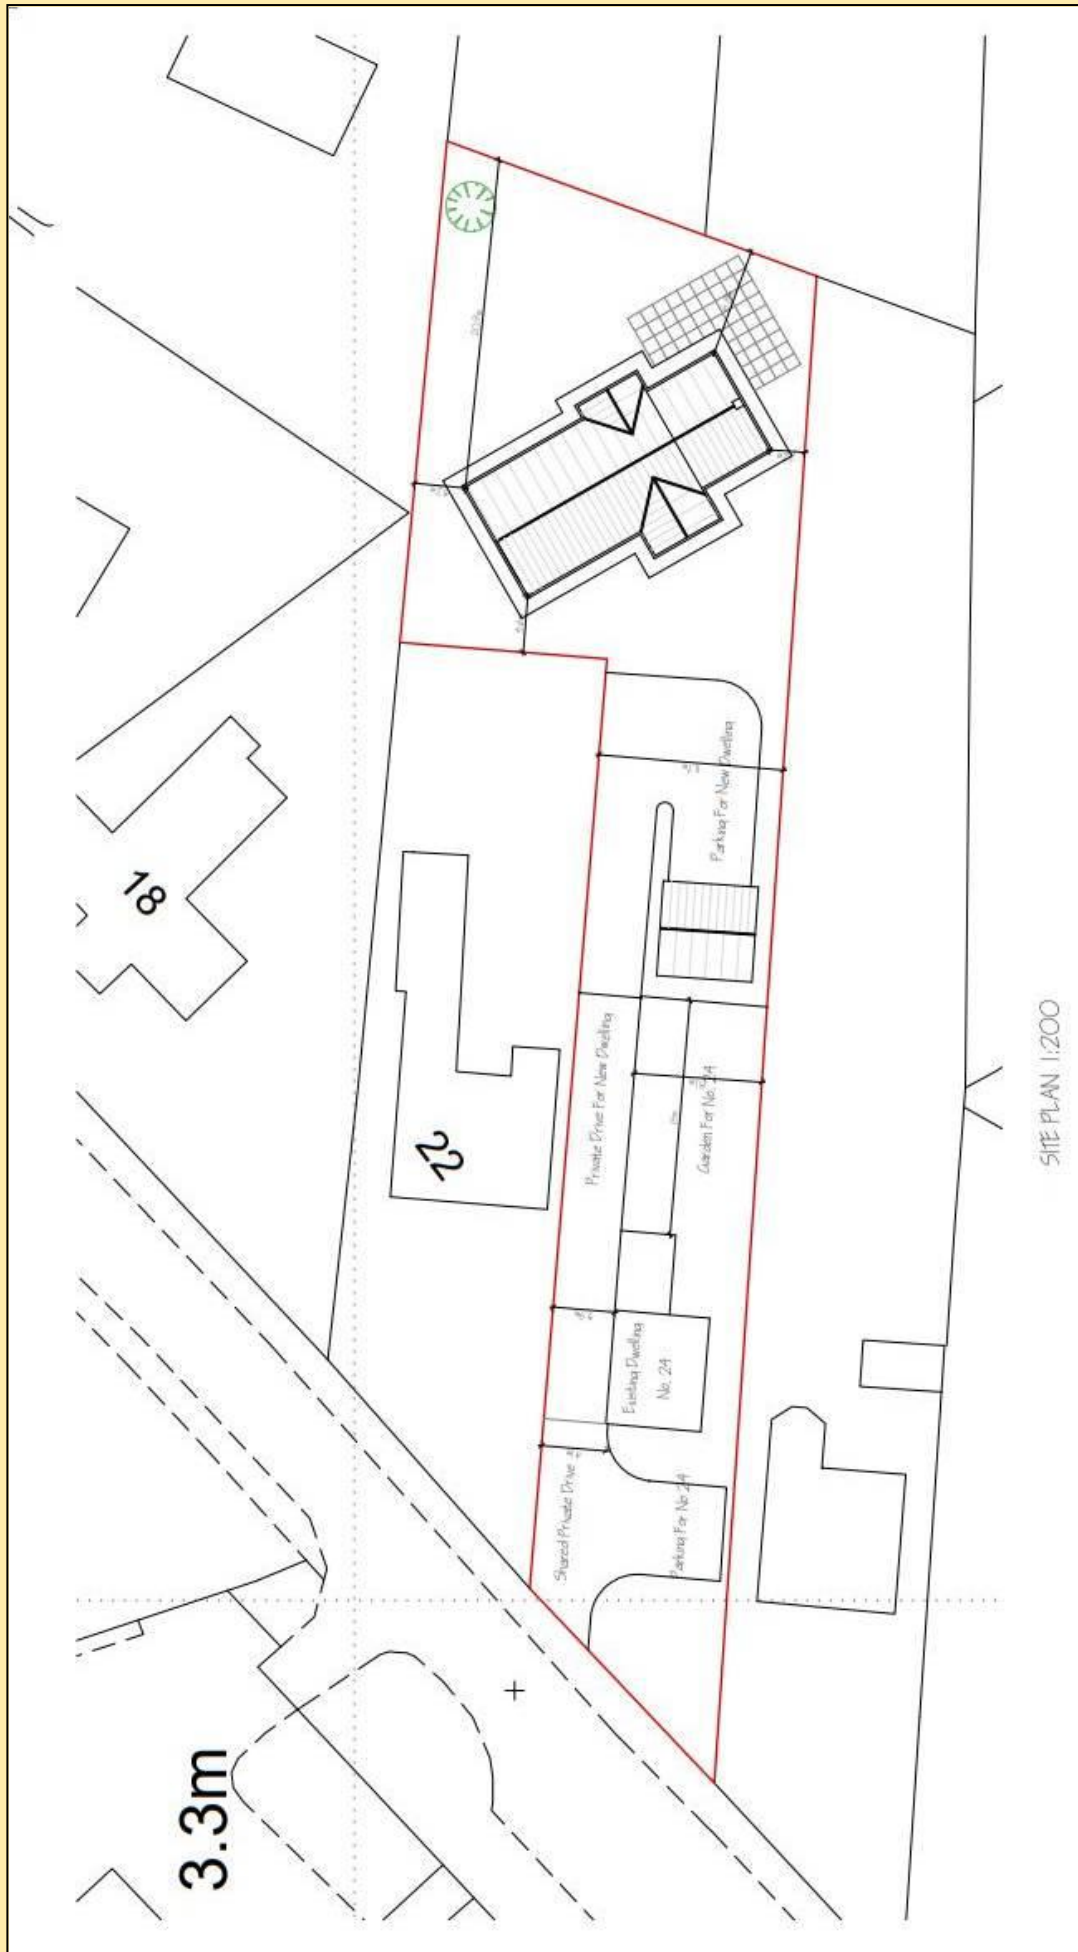 18
Parking For New Dwelling
22
Private Drive For New Dwelling
Garden For No. 24
SITE PLAN 1:200
Existing Dwelling
No. 24
Shared Private Drive
Parking For No 24
3.3m